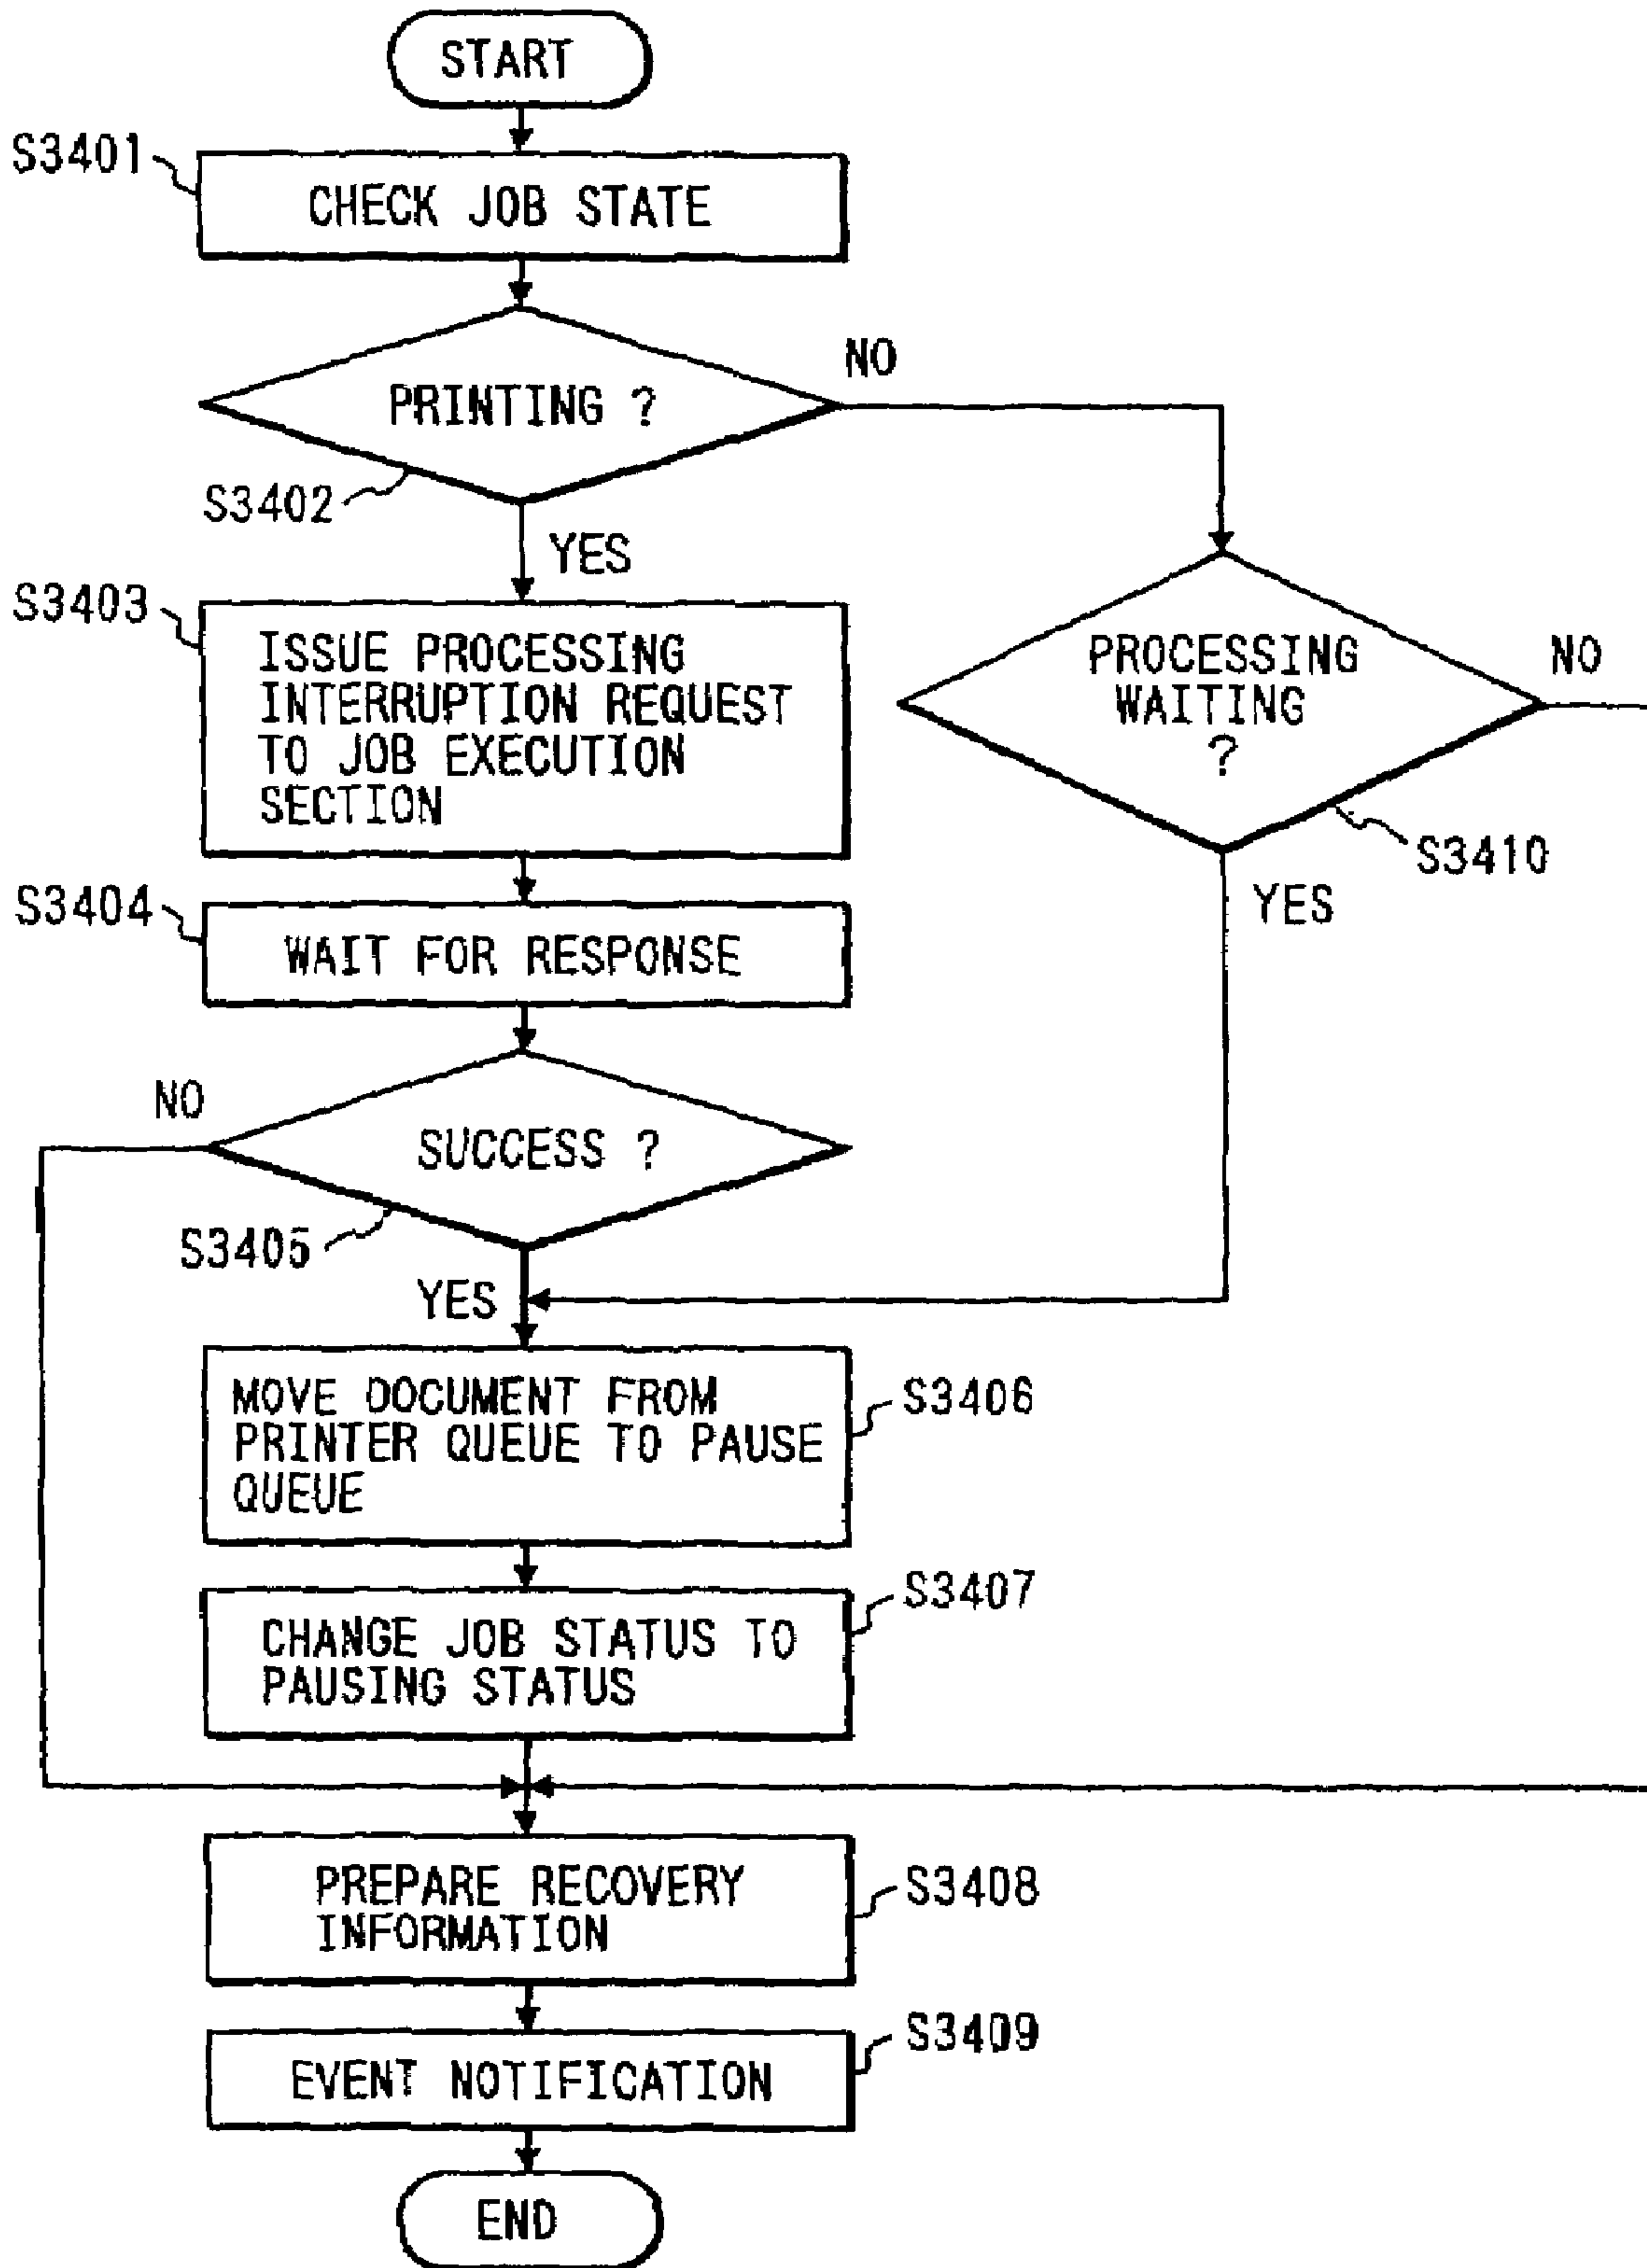 START
S3401
CHECK JOB STATE
PRINTING ?
NO
S3402
YES
S3403
ISSUE PROCESSING
INTERRUPTION REQUEST
TO JOB EXECUTION
SECTION
PROCESSING
WAITING
?
NO
S3410
YES
S3404
WAIT FOR RESPONSE
NO
SUCCESS ?
S3405
YES
MOVE DOCUMENT FROM
PRINTER QUEUE TO PAUSE
QUEUE
S3406
CHANGE JOB STATUS TO
PAUSING STATUS
S3407
PREPARE RECOVERY
INFORMATION
S3408
EVENT NOTIFICATION
S3409
END